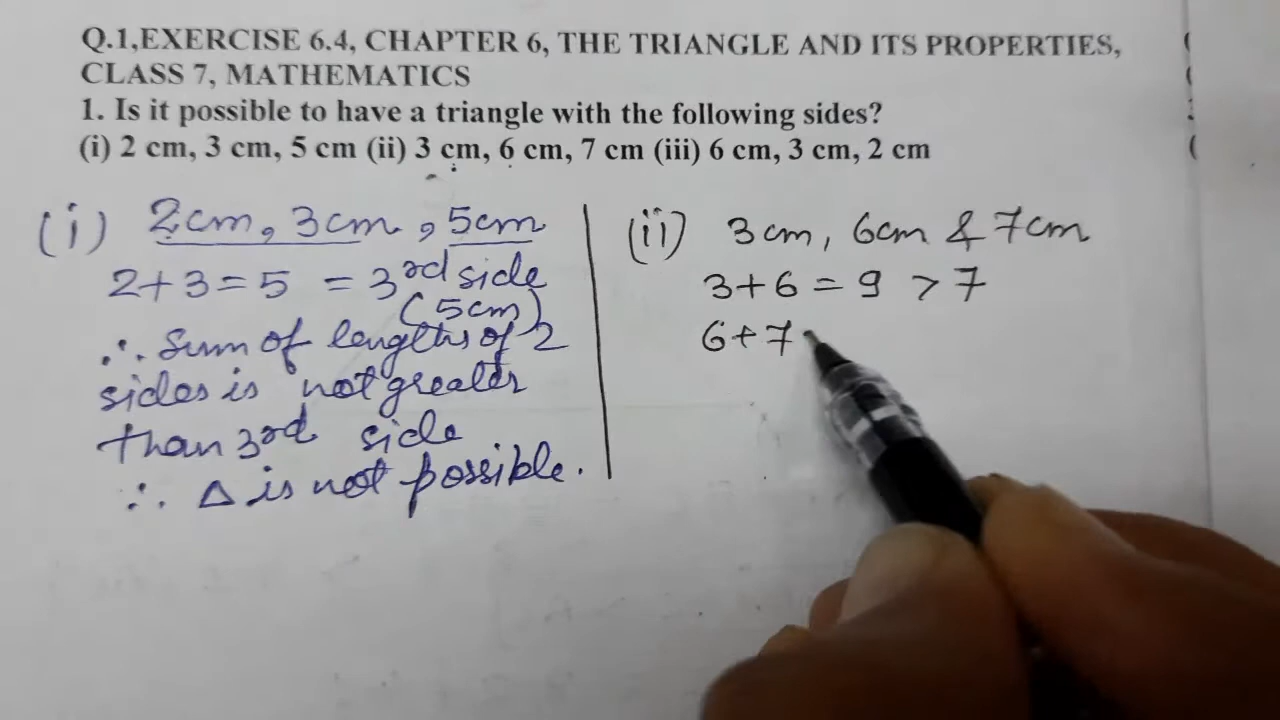 Q.1,EXERCISE 6.4, CHAPTER 6, THE TRIANGLE AND ITS PROPERTIES,
CLASS 7, MATHEMATICS
1. Is it possible to have a triangle with the following sides?
(i) 2 cm, 3 cm, 5 cm (ii) 3 cm, 6 cm, 7 cm (iii) 6 cm, 3 cm, 2 cm
(i) 2cm, 3cm, 5cm
2+3=5 = 3rd side
(5cm)
∴ Sum of lengths of 2
sides is not greater
than 3rd side
∴ Δ is not possible.
(ii) 3cm, 6cm & 7cm
3+6=9 >7
6+7